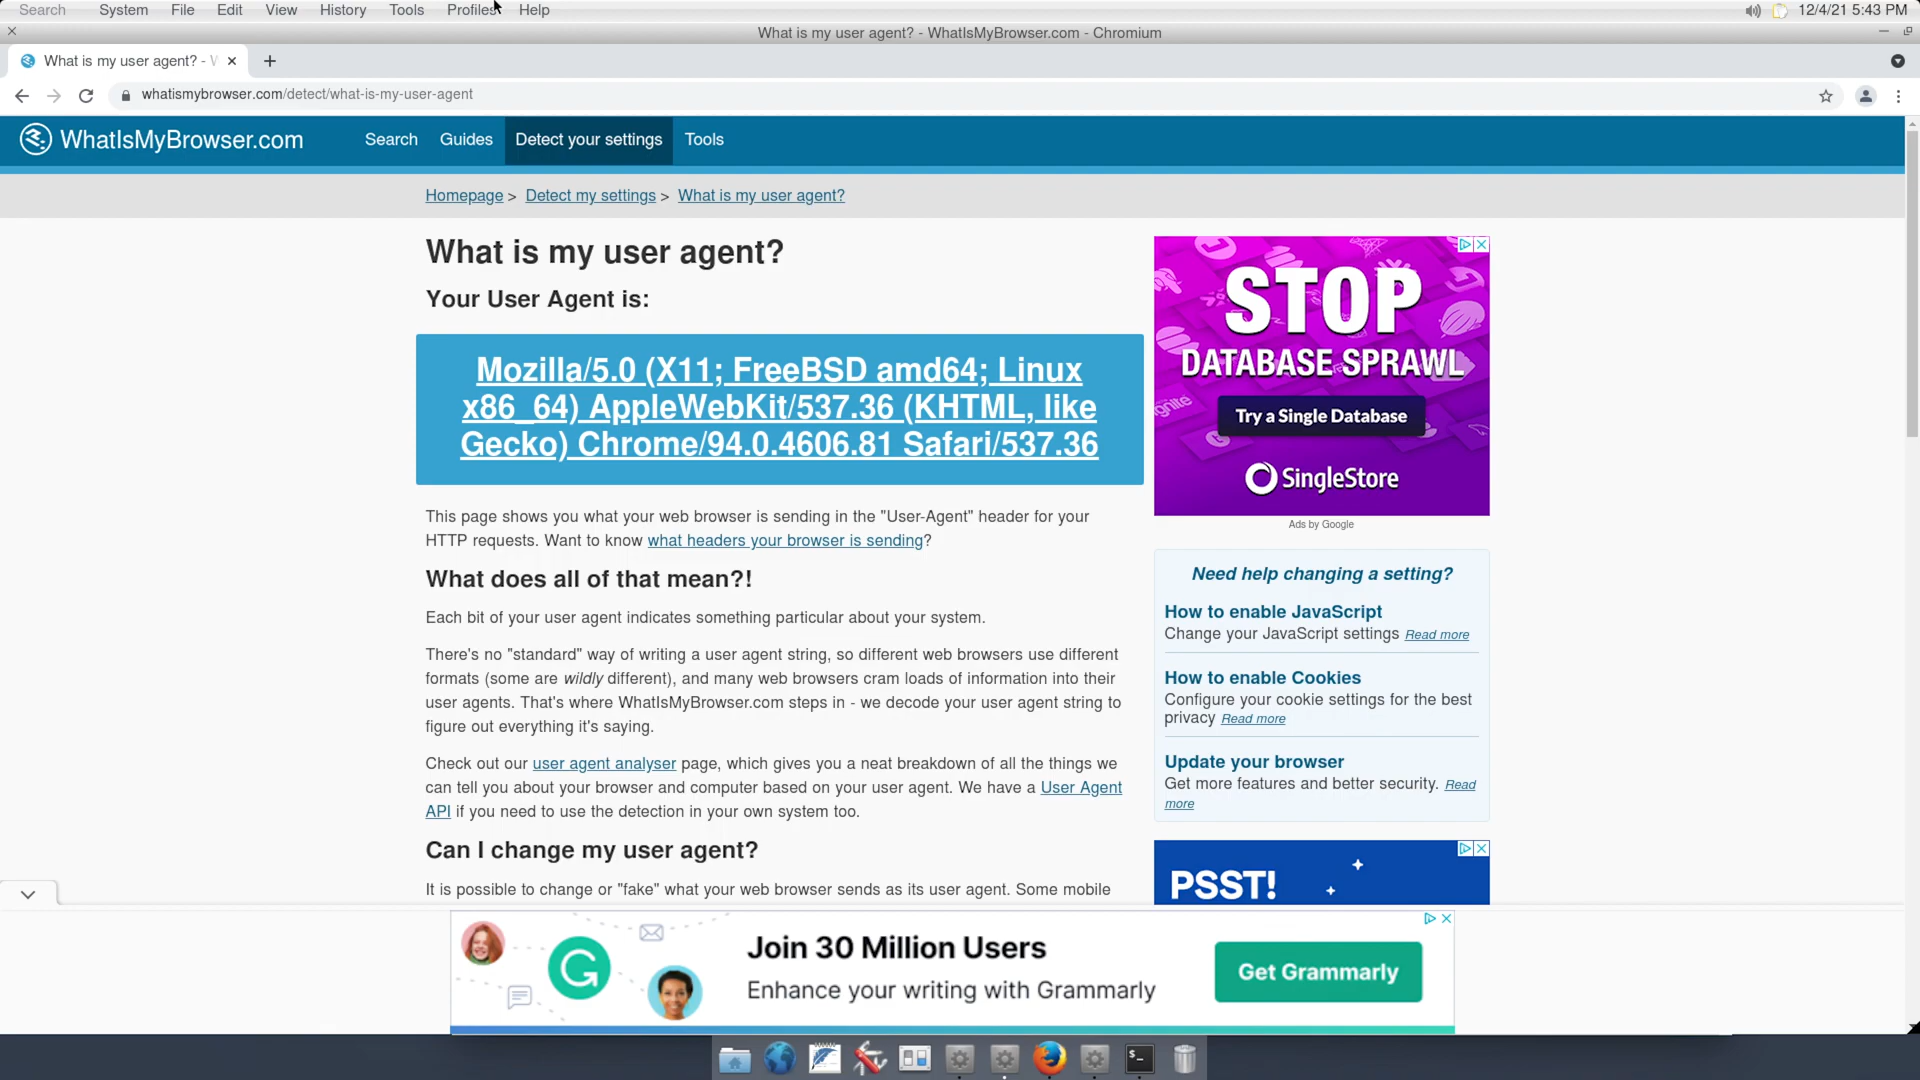 Search System File Edit View History Tools Profiles Help 12/4/21 5:43 PM
What is my user agent? - WhatIsMyBrowser.com - Chromium
What is my user agent? - W
whatismybrowser.com/detect/what-is-my-user-agent
WhatIsMyBrowser.com Search Guides Detect your settings Tools
Homepage > Detect my settings > What is my user agent?
What is my user agent?
Your User Agent is:
Mozilla/5.0 (X11; FreeBSD amd64; Linux
x86_64) AppleWebKit/537.36 (KHTML, like
Gecko) Chrome/94.0.4606.81 Safari/537.36
This page shows you what your web browser is sending in the "User-Agent" header for your
HTTP requests. Want to know what headers your browser is sending?
What does all of that mean?!
Each bit of your user agent indicates something particular about your system.
There's no "standard" way of writing a user agent string, so different web browsers use different
formats (some are wildly different), and many web browsers cram loads of information into their
user agents. That's where WhatIsMyBrowser.com steps in - we decode your user agent string to
figure out everything it's saying.
Check out our user agent analyser page, which gives you a neat breakdown of all the things we
can tell you about your browser and computer based on your user agent. We have a User Agent
API if you need to use the detection in your own system too.
Can I change my user agent?
It is possible to change or "fake" what your web browser sends as its user agent. Some mobile
STOP
DATABASE SPRAWL
Try a Single Database
SingleStore
Ads by Google
Need help changing a setting?
How to enable JavaScript
Change your JavaScript settings Read more
How to enable Cookies
Configure your cookie settings for the best
privacy Read more
Update your browser
Get more features and better security. Read
more
PSST!
Join 30 Million Users
Enhance your writing with Grammarly
Get Grammarly